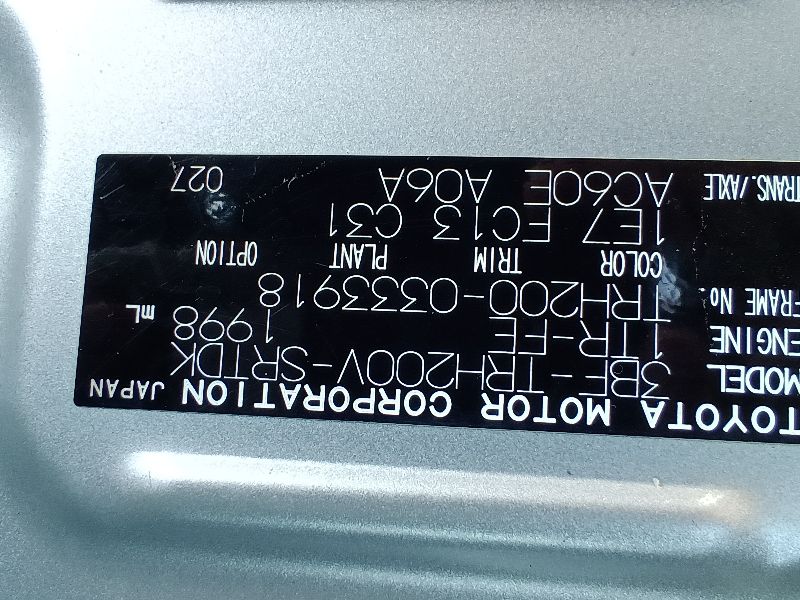 TOYOTA MOTOR CORPORATION JAPAN
MODEL 3BF-TRH200V-SRTDK
ENGINE 1TR-FE 1998 mL
FRAME No. TRH200-0333918
COLOR TRIM PLANT OPTION
1E7 FC13 C31
TRANS./AXLE AC60E A06A 027